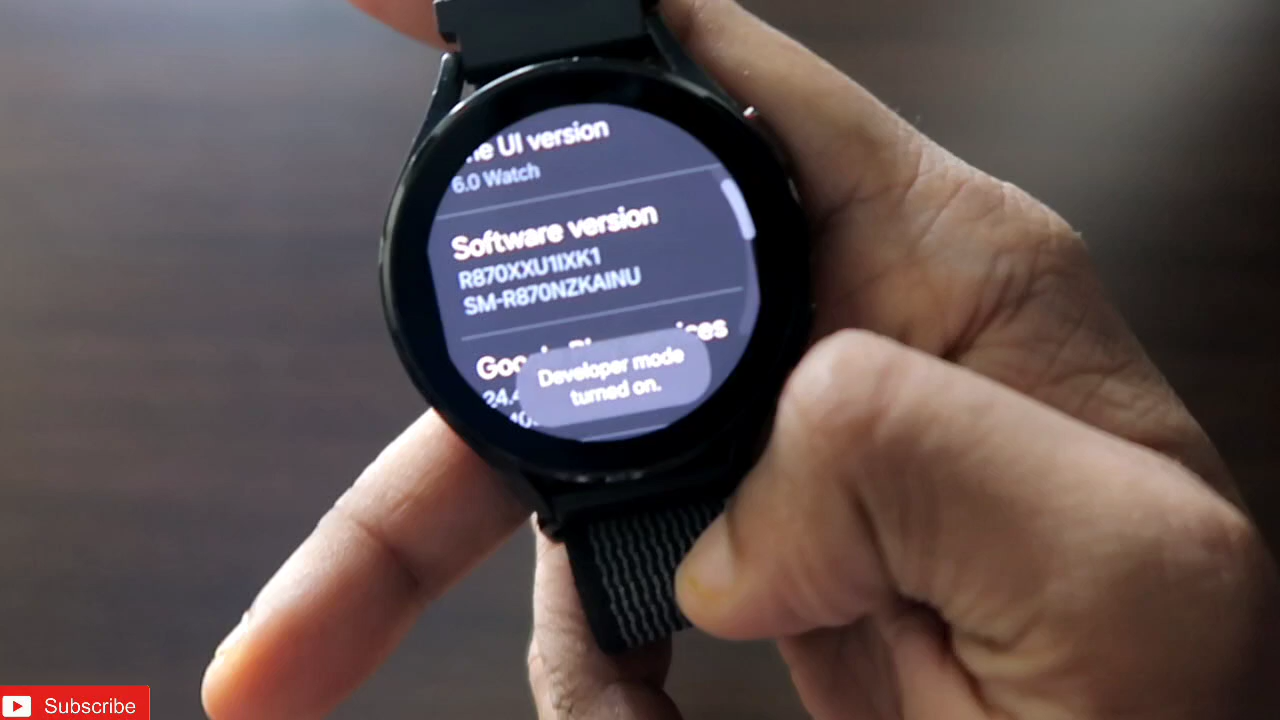 UI version
6.0 Watch
Software version
R870XXU1IXK1
SM-R870NZKAINU
Developer mode
turned on.
Subscribe